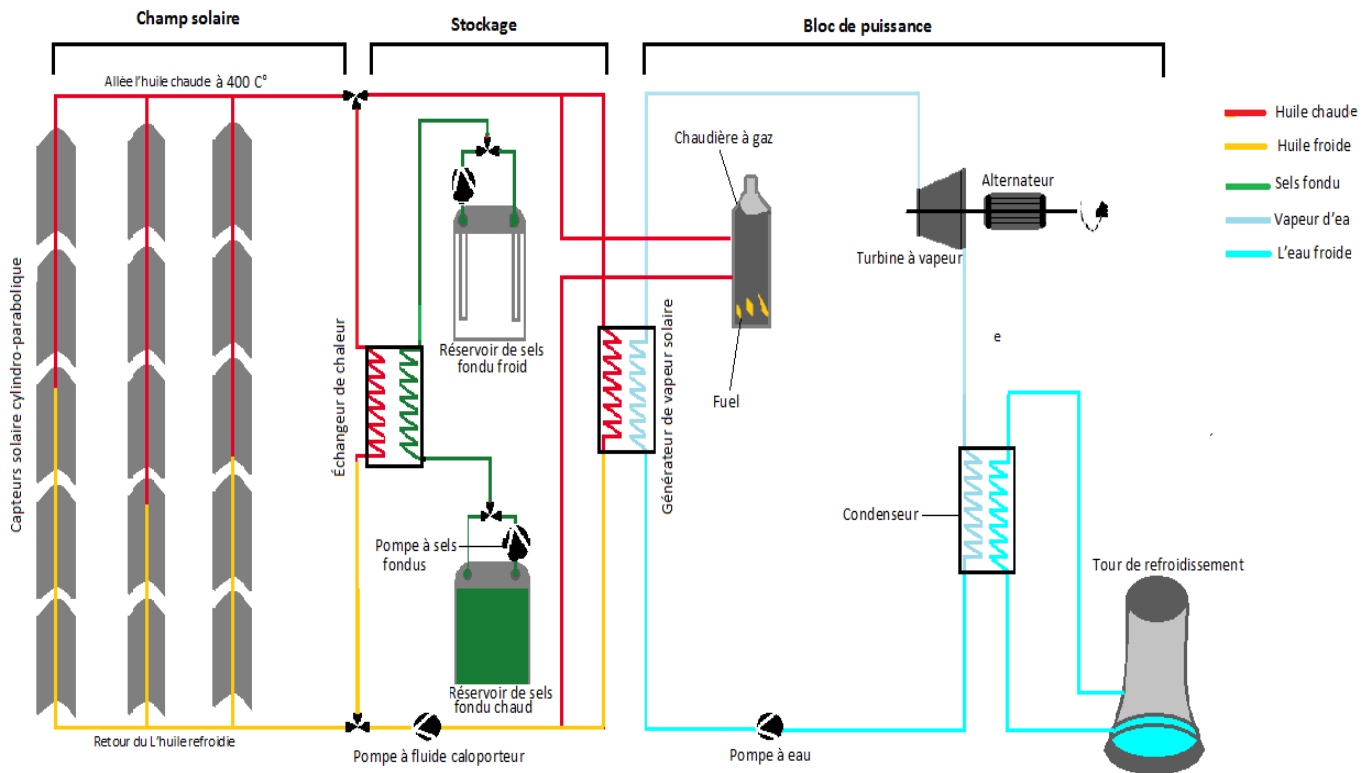 Champ solaire
Stockage
Bloc de puissance
Allée l'huile chaude à 400 C°
Huile chaude
Huile froide
Sels fondu
Vapeur d'ea
L'eau froide
Chaudière à gaz
Alternateur
Turbine à vapeur
Capteurs solaire cylindro-parabolique
Échangeur de chaleur
Réservoir de sels
fondu froid
Générateur de vapeur solaire
Fuel
e
Pompe à sels
fondus
Condenseur
Tour de refroidissement
Réservoir de sels
fondu chaud
Retour du L'huile refroidie
Pompe à fluide caloporteur
Pompe à eau